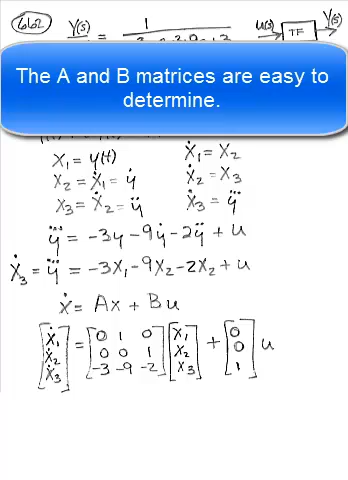 6.6.2 Y(s) = 1 U(s) TF Y(s)
The A and B matrices are easy to
determine.
X₁ = y(t) Ẋ₁ = X₂
X₂ = Ẋ₁ = ẏ Ẋ₂ = X₃
X₃ = Ẋ₂ = ÿ Ẋ₃ = y⃛
y⃛ = -3y - 9ẏ - 2ÿ + u
Ẋ₃ = y⃛ = -3X₁ - 9X₂ - 2X₂ + u
ẋ = Ax + Bu
[Ẋ₁] = [0 1 0] [X₁] + [0] u
[Ẋ₂] [0 0 1] [X₂] [0]
[Ẋ₃] [-3 -9 -2] [X₃] [1]